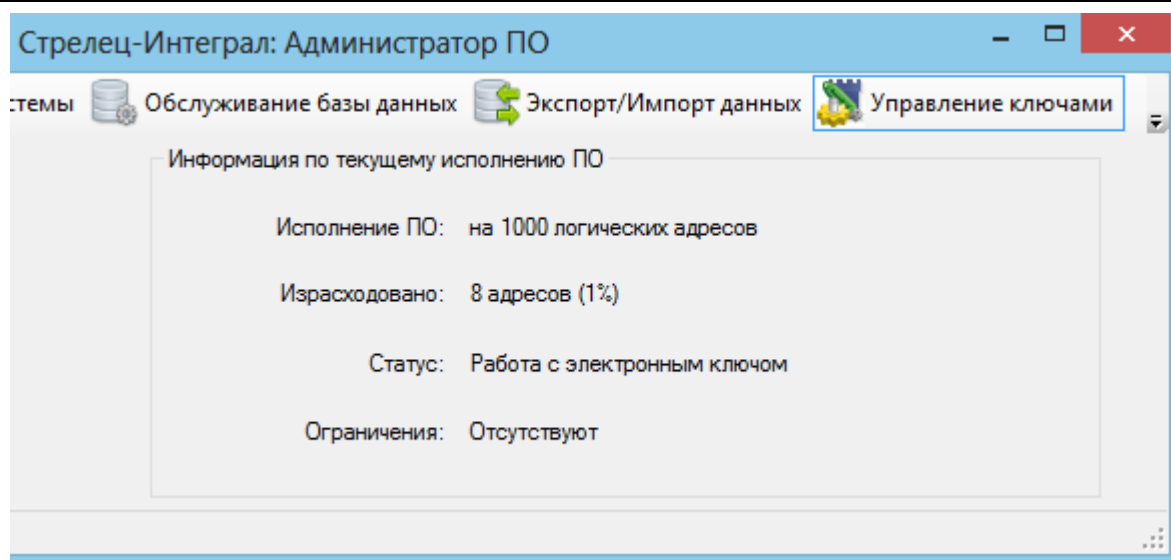 Стрелец-Интеграл: Администратор ПО
стемы Обслуживание базы данных Экспорт/Импорт данных Управление ключами
Информация по текущему исполнению ПО
Исполнение ПО: на 1000 логических адресов
Израсходовано: 8 адресов (1%)
Статус: Работа с электронным ключом
Ограничения: Отсутствуют